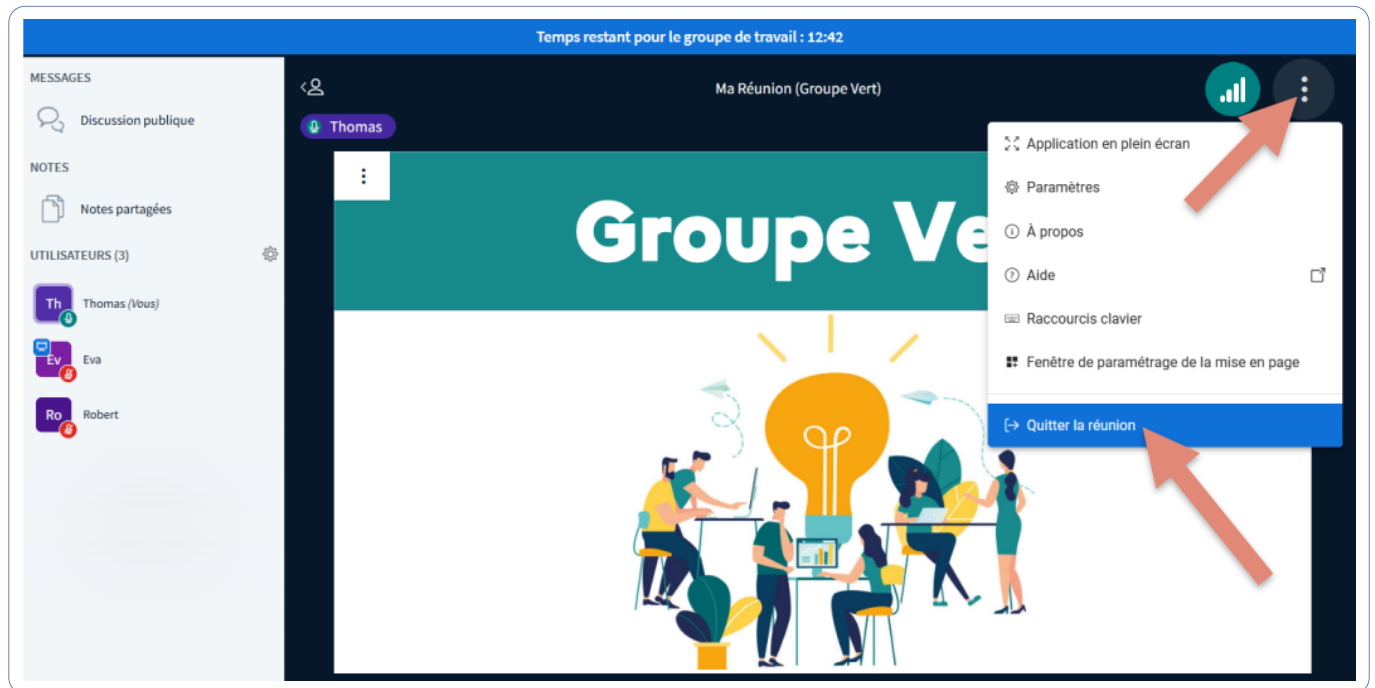 Temps restant pour le groupe de travail : 12:42
MESSAGES
Discussion publique
NOTES
Notes partagées
UTILISATEURS (3)
Th Thomas (Vous)
Ev Eva
Ro Robert
Ma Réunion (Groupe Vert)
Thomas
Groupe Ve
Application en plein écran
Paramètres
À propos
Aide
Raccourcis clavier
Fenêtre de paramétrage de la mise en page
Quitter la réunion